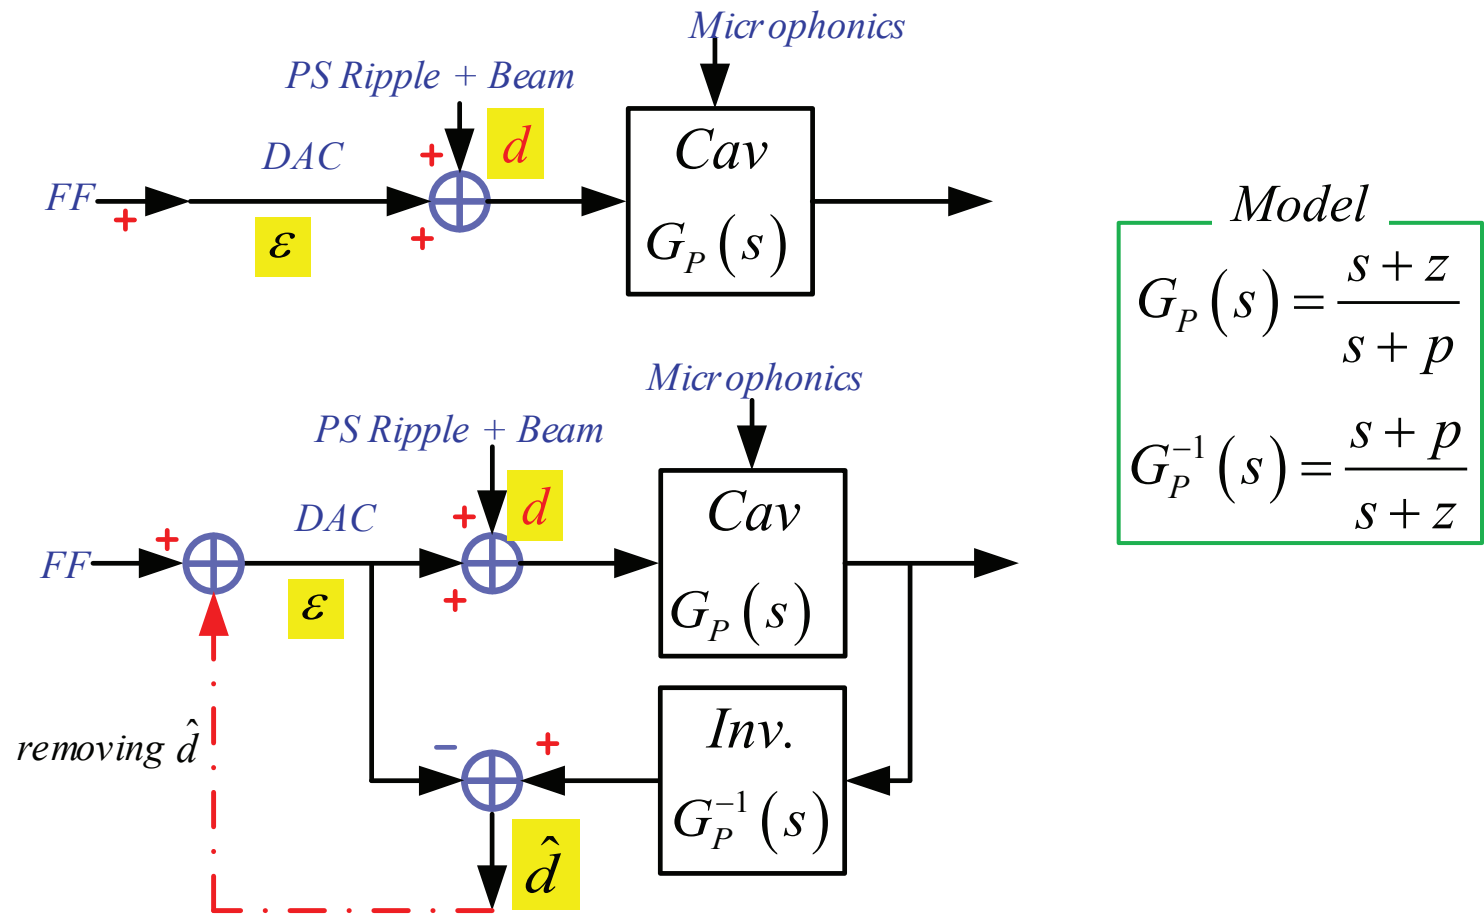 Microphonics
PS Ripple + Beam
d
Cav
DAC
+
FF
+
+
ε
G_P(s)
Model
G_P(s) = (s + z)/(s + p)
G_P^{-1}(s) = (s + p)/(s + z)
Microphonics
PS Ripple + Beam
d
Cav
DAC
+
+
FF
+
ε
G_P(s)
removing d̂
−
+
Inv.
G_P^{-1}(s)
d̂